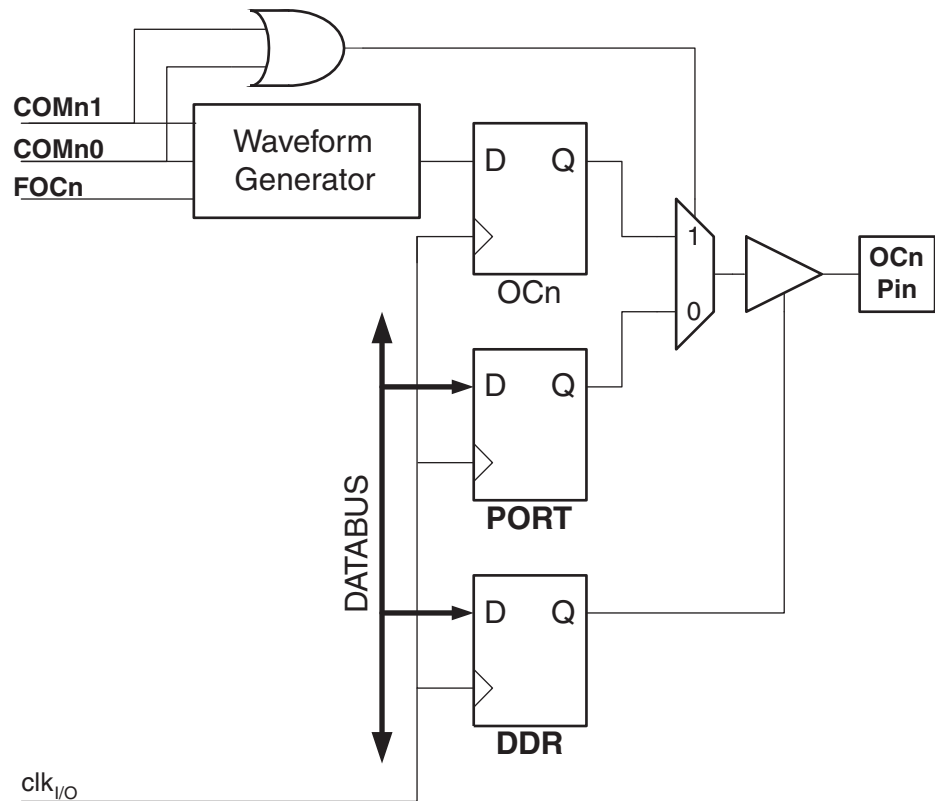 COMn1
COMn0
FOCn
Waveform
Generator
D Q
OCn
1
0
OCn
Pin
D Q
PORT
DATABUS
D Q
DDR
clkI/O